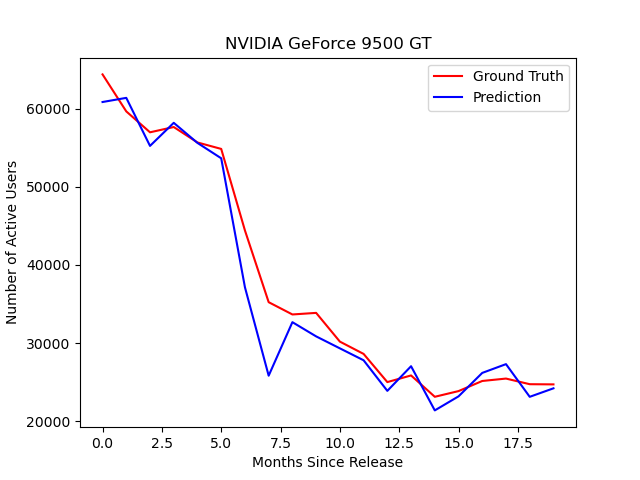 NVIDIA GeForce 9500 GT
Ground Truth
Prediction
Number of Active Users
60000
50000
40000
30000
20000
0.0 2.5 5.0 7.5 10.0 12.5 15.0 17.5
Months Since Release